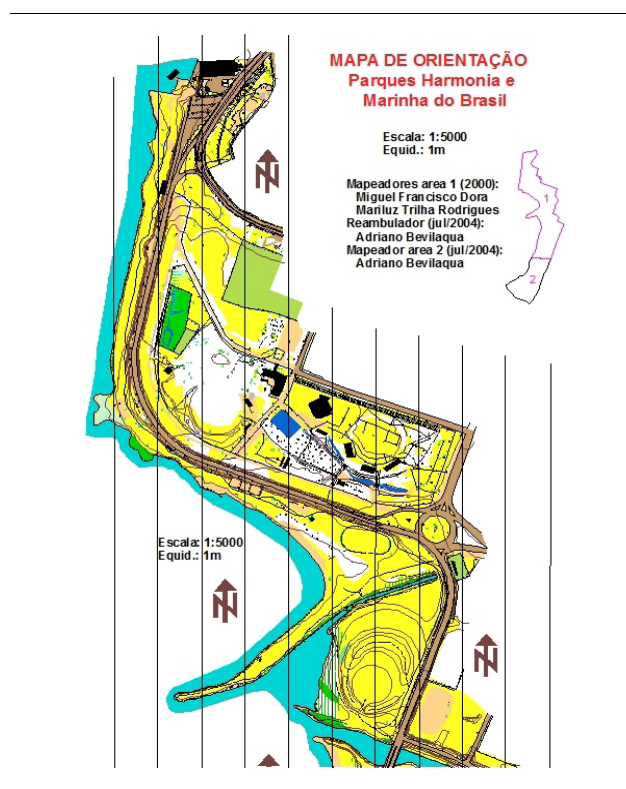 MAPA DE ORIENTAÇÃO
Parques Harmonia e
Marinha do Brasil
Escala: 1:5000
Equid.: 1m
Mapeadores area 1 (2000):
Miguel Francisco Dora
Mariluz Trilha Rodrigues
Reambulador (jul/2004):
Adriano Bevilaqua
Mapeador area 2 (jul/2004):
Adriano Bevilaqua
1
2
N
Escala: 1:5000
Equid.: 1m
N
N